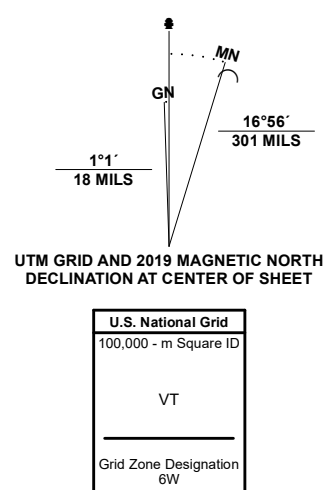 MN
GN
16°56´
301 MILS
1°1´
18 MILS
UTM GRID AND 2019 MAGNETIC NORTH
DECLINATION AT CENTER OF SHEET
U.S. National Grid
100,000 - m Square ID
VT
Grid Zone Designation
6W